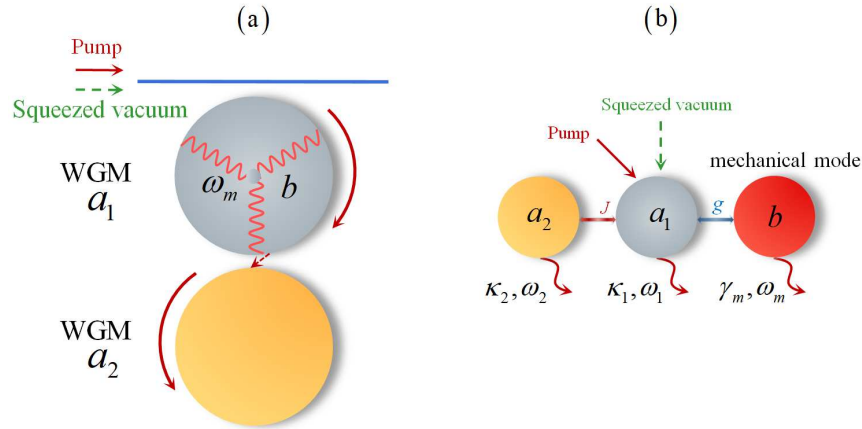 (a)
Pump
Squeezed vacuum
WGM
a₁
ωₘ
b
WGM
a₂
(b)
Squeezed vacuum
Pump
mechanical mode
a₂
J
a₁
g
b
κ₂,ω₂
κ₁,ω₁
γₘ,ωₘ